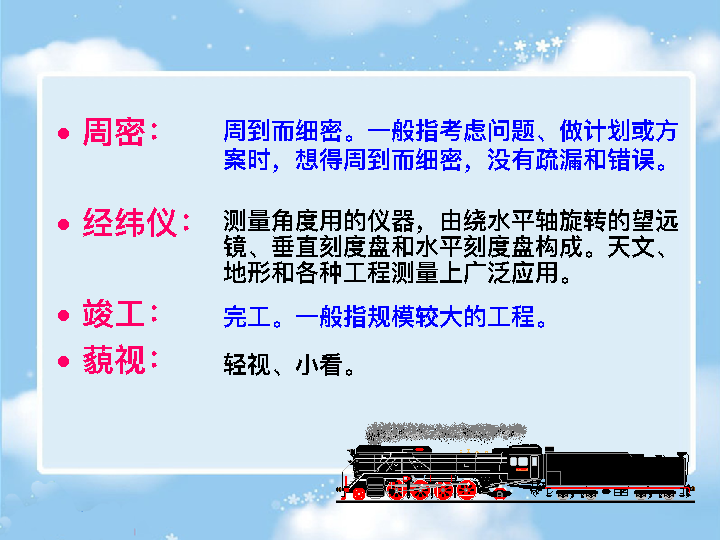 • 周密： 周到而细密。一般指考虑问题、做计划或方
案时，想得周到而细密，没有疏漏和错误。
• 经纬仪： 测量角度用的仪器，由绕水平轴旋转的望远
镜、垂直刻度盘和水平刻度盘构成。天文、
地形和各种工程测量上广泛应用。
• 竣工： 完工。一般指规模较大的工程。
• 藐视： 轻视、小看。